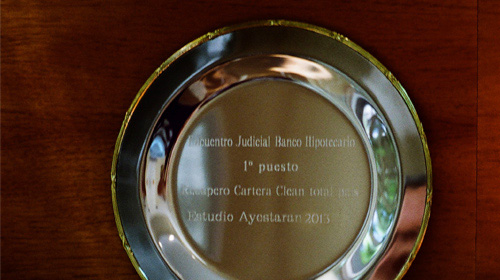 Encuentro Judicial Banco Hipotecario
1º puesto
Recupero Cartera Clean total país
Estudio Ayestaran 2013